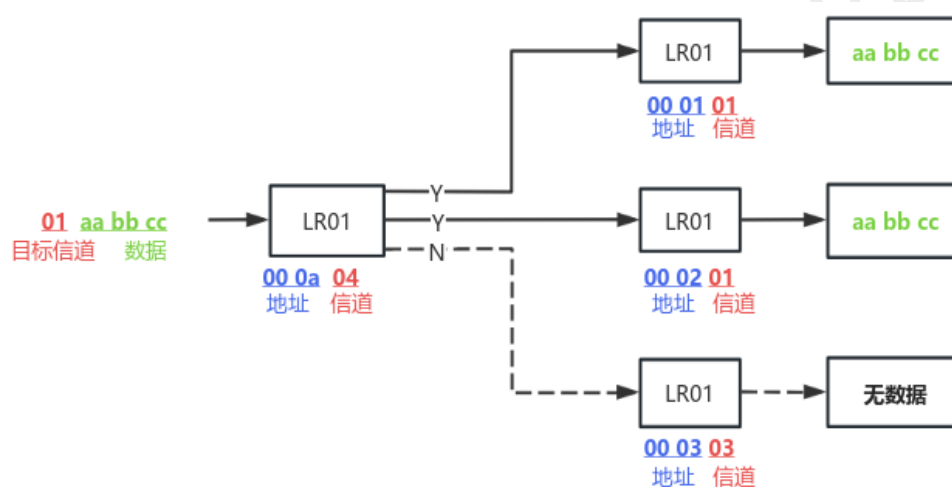 LR01
aa bb cc
00 01 01
地址 信道
Y
01 aa bb cc
目标信道 数据
LR01
Y
LR01
aa bb cc
N
00 0a 04
地址 信道
00 02 01
地址 信道
LR01
无数据
00 03 03
地址 信道